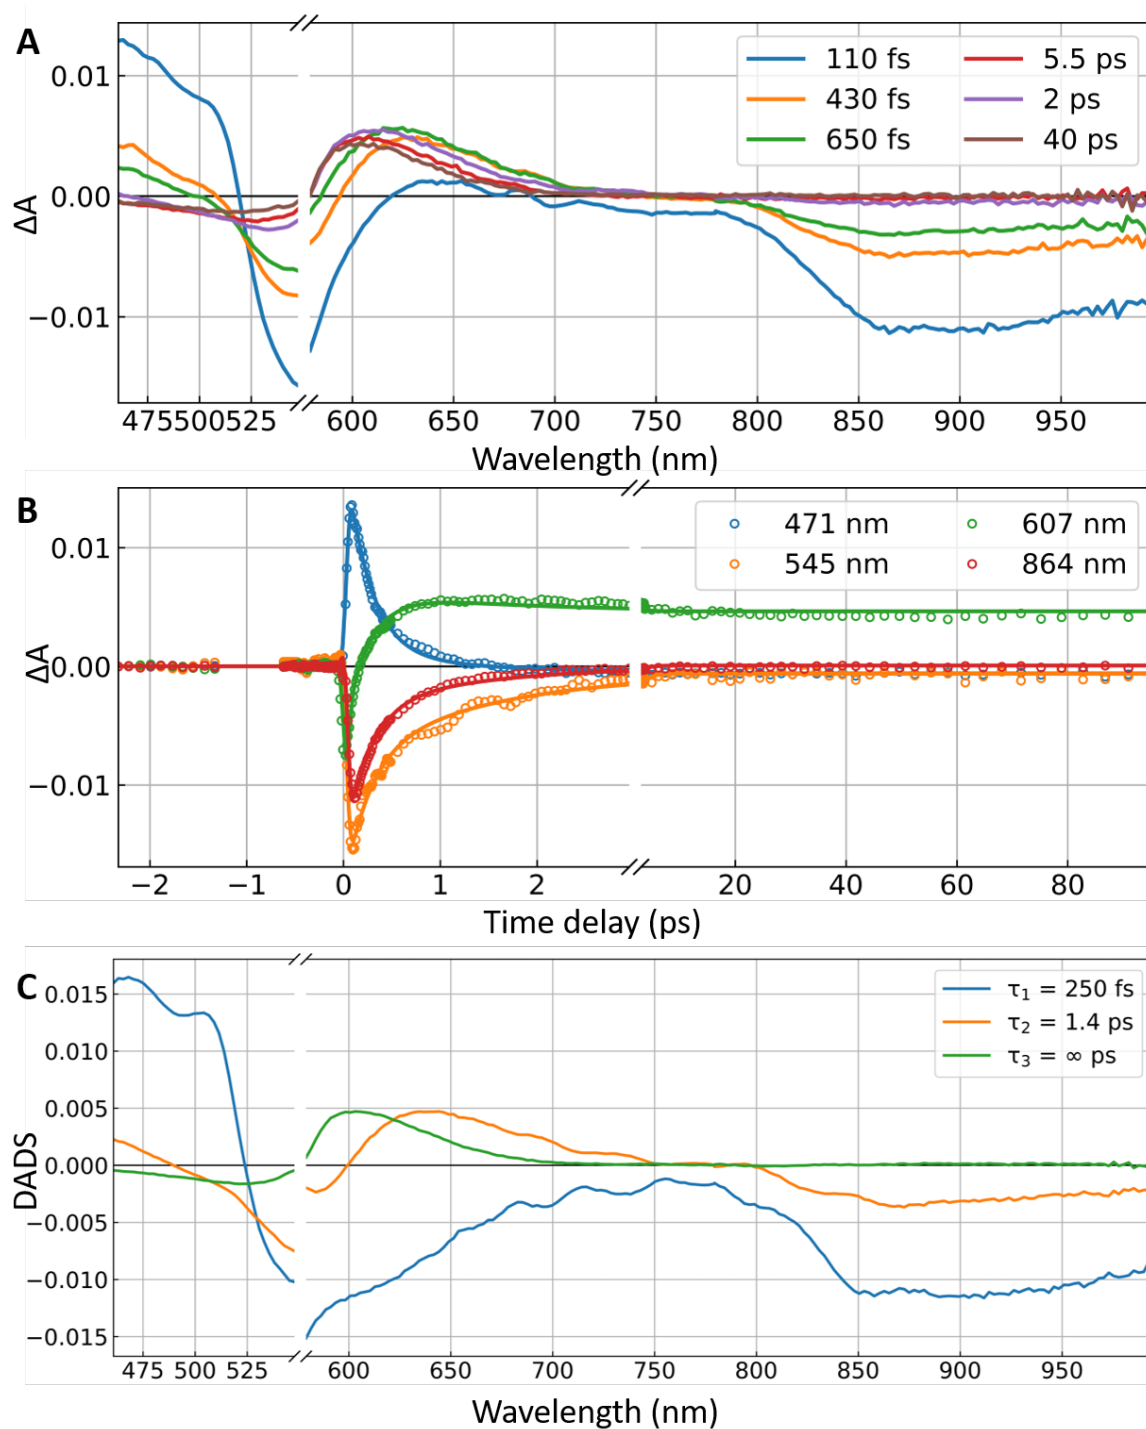 A
0.01
0.00
−0.01
ΔA
110 fs
430 fs
650 fs
5.5 ps
2 ps
40 ps
475 500 525 600 650 700 750 800 850 900 950
Wavelength (nm)
B
0.01
0.00
−0.01
ΔA
471 nm
545 nm
607 nm
864 nm
−2 −1 0 1 2 20 40 60 80
Time delay (ps)
C
0.015
0.010
0.005
0.000
−0.005
−0.010
−0.015
DADS
τ₁ = 250 fs
τ₂ = 1.4 ps
τ₃ = ∞ ps
475 500 525 600 650 700 750 800 850 900 950
Wavelength (nm)